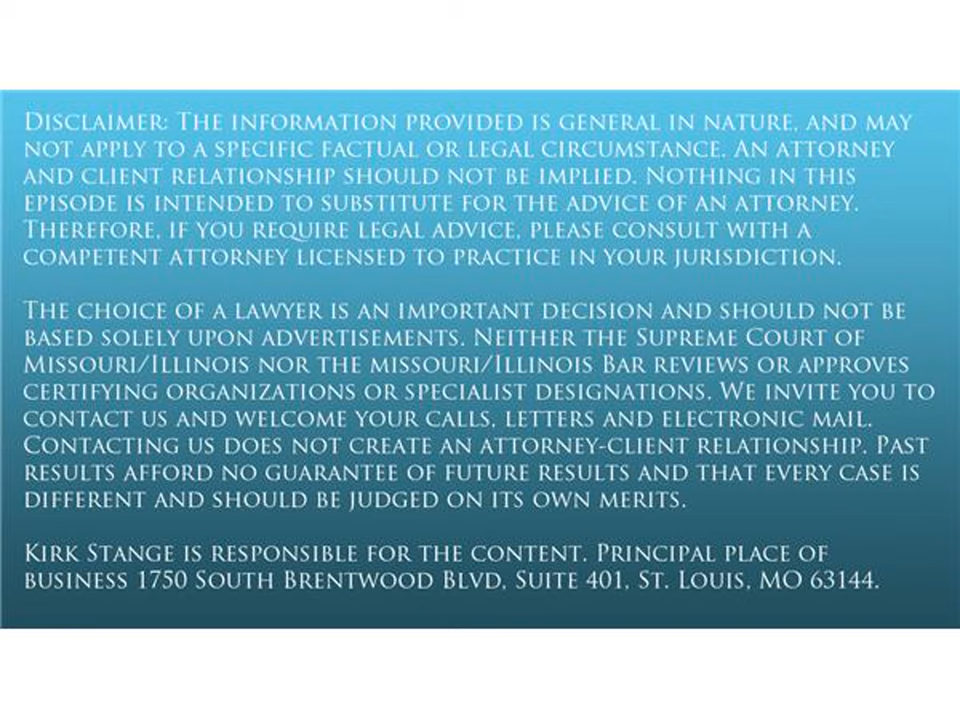 Disclaimer: The information provided is general in nature, and may
not apply to a specific factual or legal circumstance. An attorney
and client relationship should not be implied. Nothing in this
episode is intended to substitute for the advice of an attorney.
Therefore, if you require legal advice, please consult with a
competent attorney licensed to practice in your jurisdiction.
The choice of a lawyer is an important decision and should not be
based solely upon advertisements. Neither the Supreme Court of
Missouri/Illinois nor the missouri/Illinois Bar reviews or approves
certifying organizations or specialist designations. We invite you to
contact us and welcome your calls, letters and electronic mail.
Contacting us does not create an attorney-client relationship. Past
results afford no guarantee of future results and that every case is
different and should be judged on its own merits.
Kirk Stange is responsible for the content. Principal place of
business 1750 South Brentwood Blvd, Suite 401, St. Louis, MO 63144.